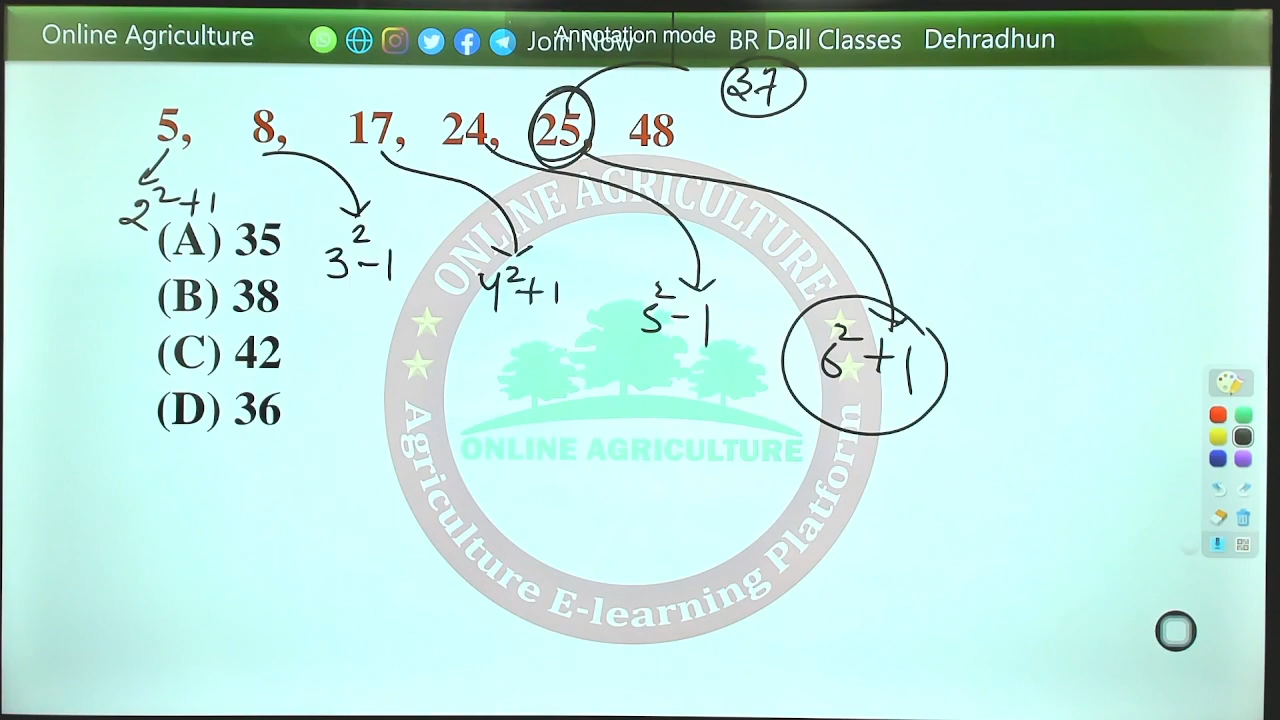 Online Agriculture Join Now Annotation mode BR Dall Classes Dehradhun
37
5, 8, 17, 24, 25, 48
2²+1
3²-1
4²+1
5²-1
6²+1
(A) 35
(B) 38
(C) 42
(D) 36
ONLINE AGRICULTURE
ONLINE AGRICULTURE
Agriculture E-learning Platform